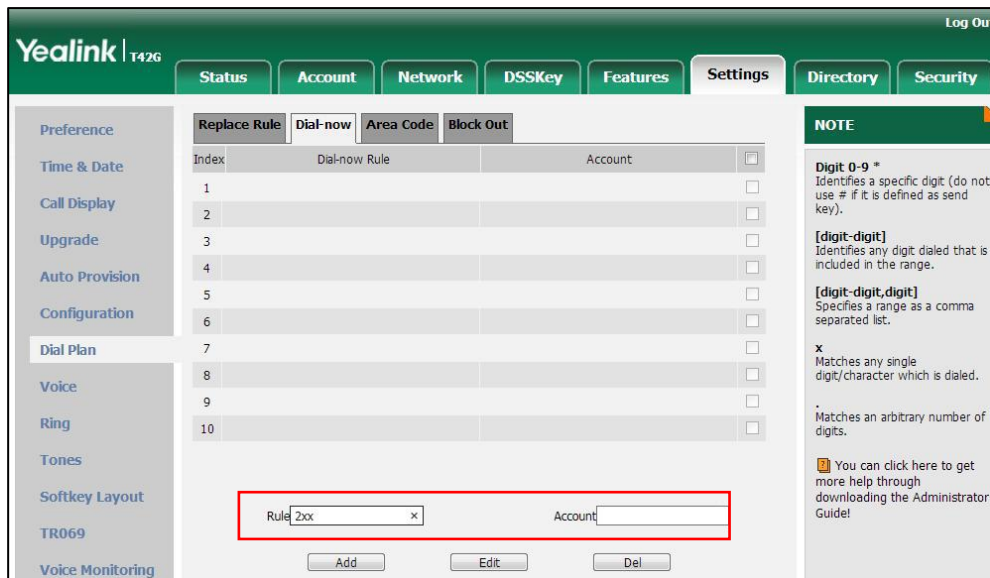 Log Out
Yealink | T42G
Status Account Network DSSKey Features Settings Directory Security
Preference
Time & Date
Call Display
Upgrade
Auto Provision
Configuration
Dial Plan
Voice
Ring
Tones
Softkey Layout
TR069
Voice Monitoring
Replace Rule Dial-now Area Code Block Out
Index Dial-now Rule Account
1
2
3
4
5
6
7
8
9
10
Rule 2xx × Account
Add Edit Del
NOTE
Digit 0-9 *
Identifies a specific digit (do not
use # if it is defined as send
key).
[digit-digit]
Identifies any digit dialed that is
included in the range.
[digit-digit,digit]
Specifies a range as a comma
separated list.
x
Matches any single
digit/character which is dialed.
.
Matches an arbitrary number of
digits.
You can click here to get
more help through
downloading the Administrator
Guide!